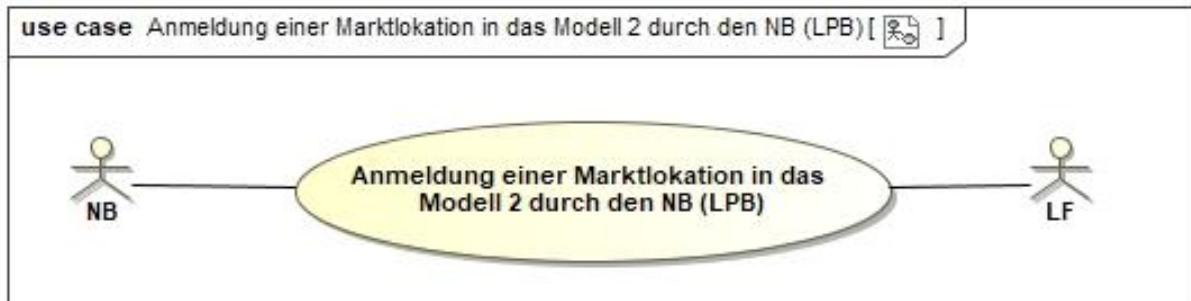 use case Anmeldung einer Marktlokation in das Modell 2 durch den NB (LPB) [ ]
Anmeldung einer Marktlokation in das
Modell 2 durch den NB (LPB)
NB
LF